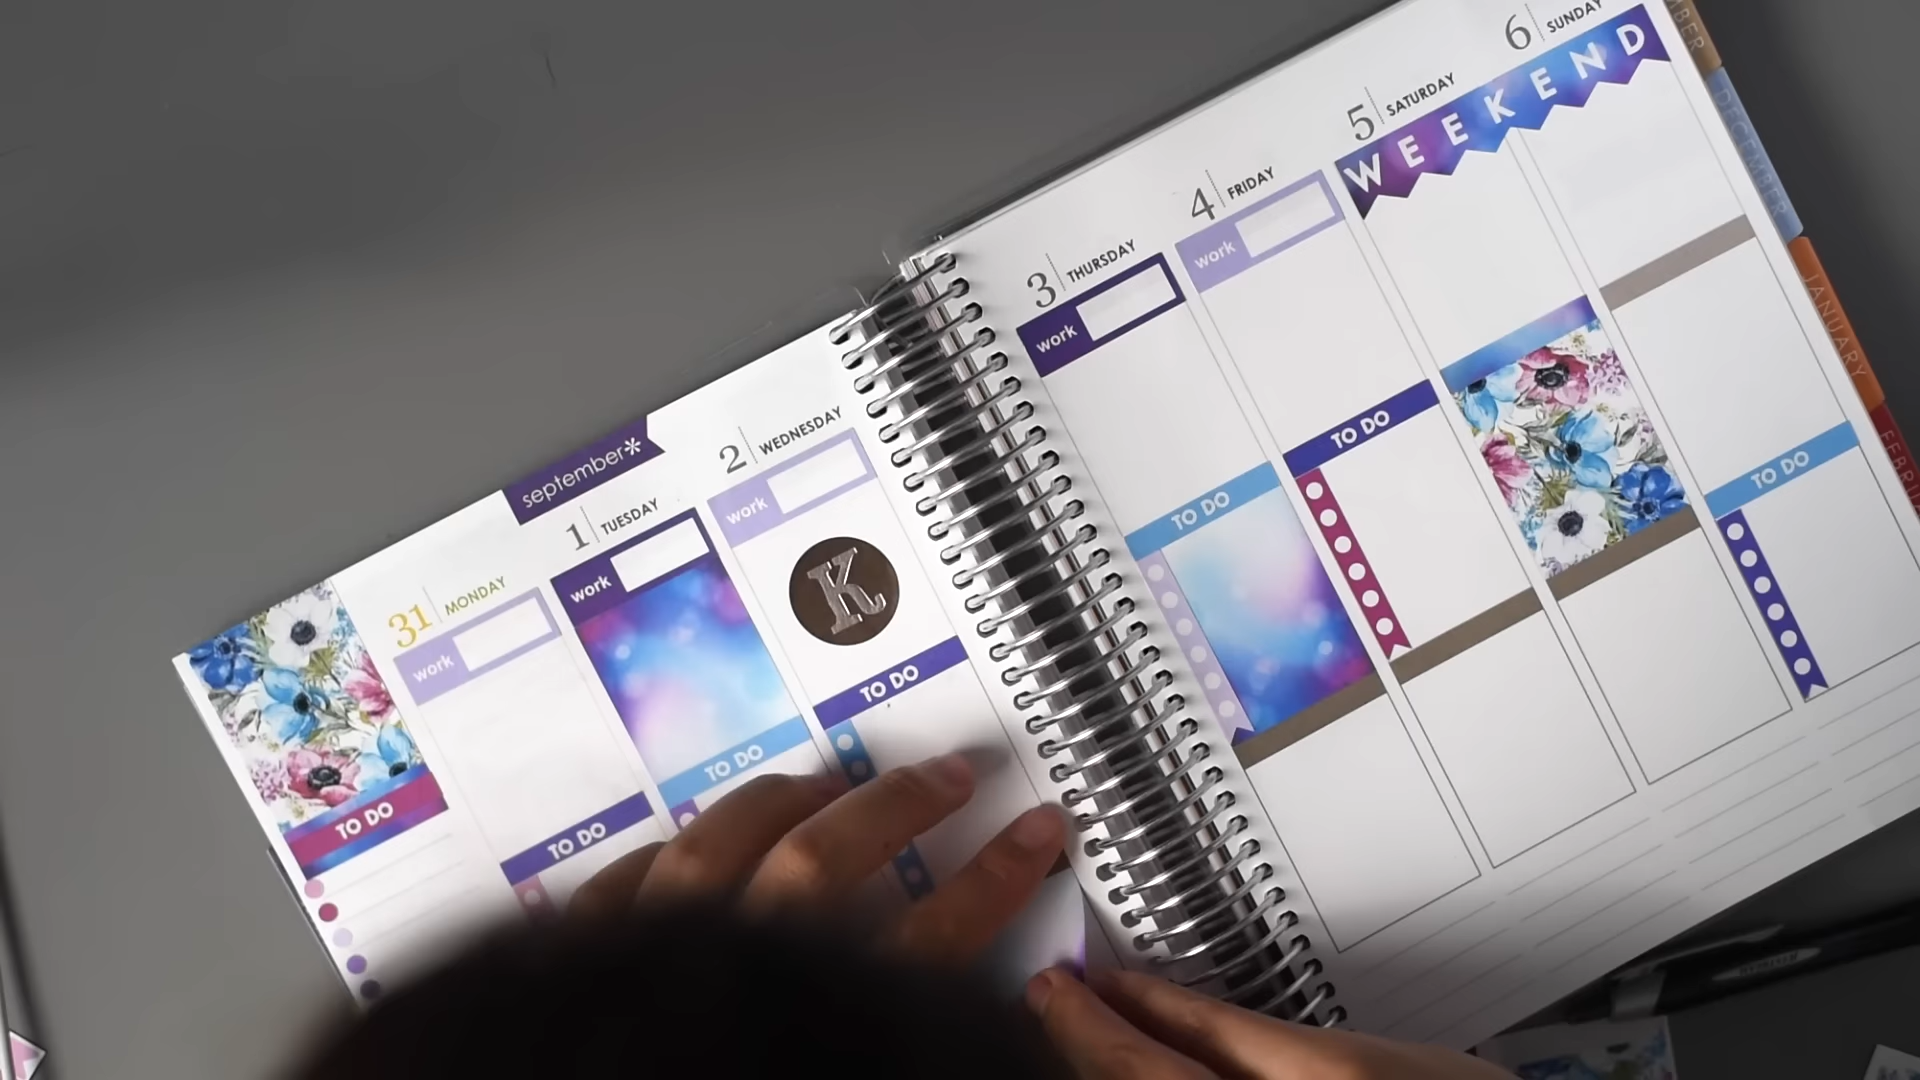 september*
31 MONDAY
work
TO DO
TO DO
1 TUESDAY
work
TO DO
2 WEDNESDAY
work
K
TO DO
3 THURSDAY
work
TO DO
4 FRIDAY
work
TO DO
5 SATURDAY
6 SUNDAY
WEEKEND
TO DO
DECEMBER
JANUARY